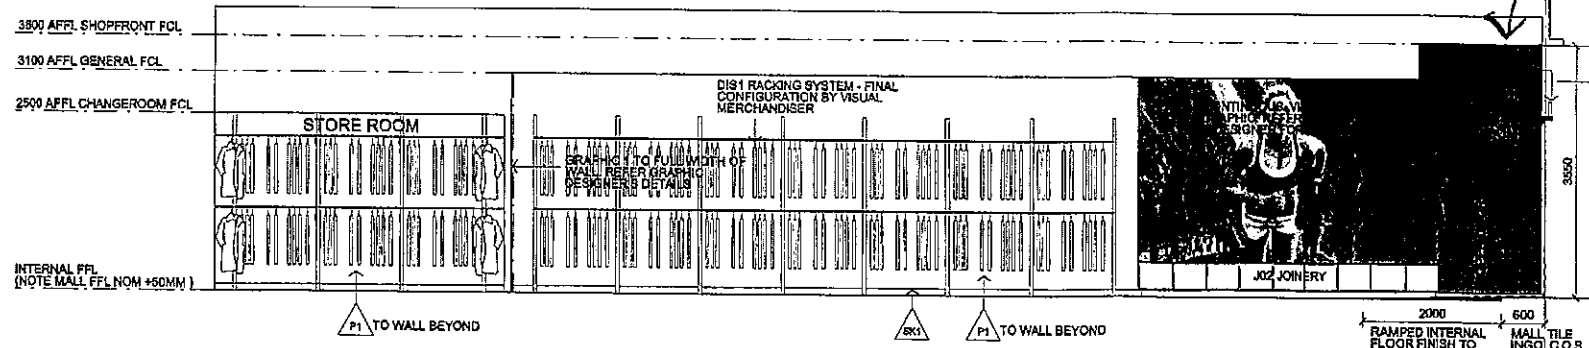 3600 AFFL SHOPFRONT FCL
3100 AFFL GENERAL FCL
2500 AFFL CHANGEROOM FCL
STORE ROOM
DIS1 RACKING SYSTEM - FINAL
CONFIGURATION BY VISUAL
MERCHANDISER
GRAPHIC 1 TO FULL WIDTH OF
WALL. REFER GRAPHIC
DESIGNER'S DETAILS
J02 JOINERY
3550
INTERNAL FFL
(NOTE MALL FFL NOM +50MM )
P1 TO WALL BEYOND
SK1
P1 TO WALL BEYOND
2000
600
RAMPED INTERNAL
FLOOR FINISH TO
MALL TILE
INGO